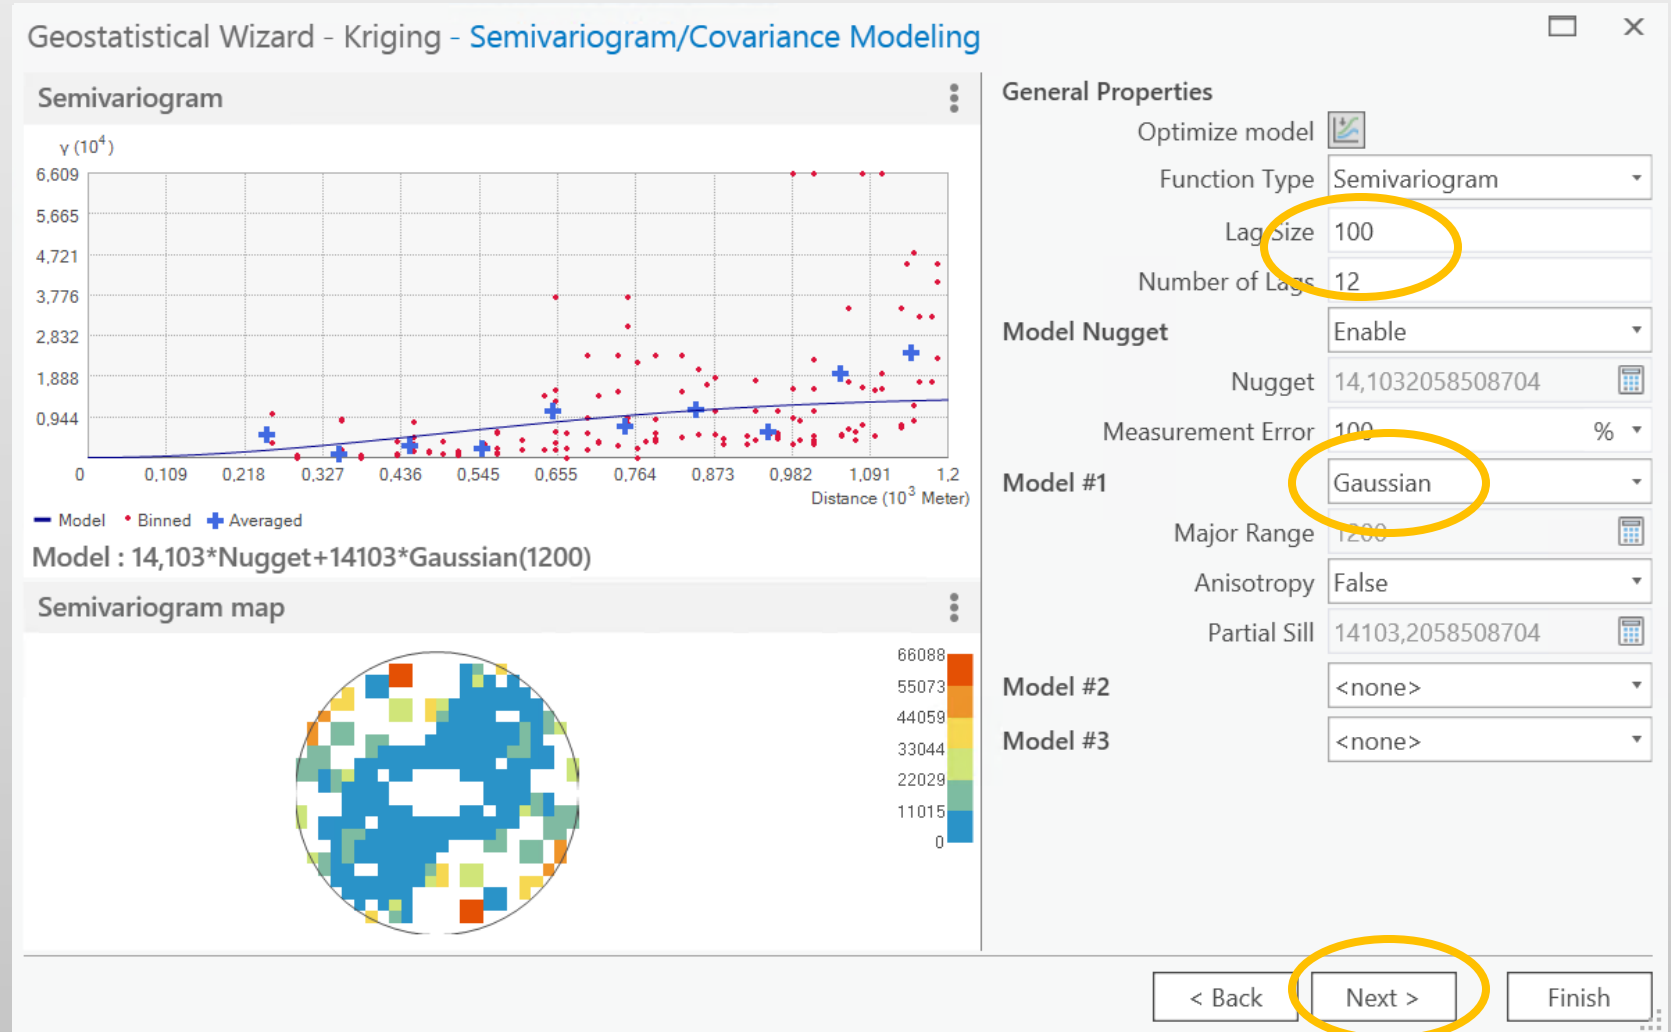 Geostatistical Wizard - Kriging - Semivariogram/Covariance Modeling
Semivariogram
γ (10⁴)
6,609
5,665
4,721
3,776
2,832
1,888
0,944
0 0,109 0,218 0,327 0,436 0,545 0,655 0,764 0,873 0,982 1,091 1,2
Distance (10³ Meter)
Model Binned Averaged
Model : 14,103*Nugget+14103*Gaussian(1200)
Semivariogram map
66088
55073
44059
33044
22029
11015
0
General Properties
Optimize model
Function Type Semivariogram
Lag Size 100
Number of Lags 12
Model Nugget Enable
Nugget 14,1032058508704
Measurement Error 100 %
Model #1 Gaussian
Major Range 1200
Anisotropy False
Partial Sill 14103,2058508704
Model #2 <none>
Model #3 <none>
< Back Next > Finish